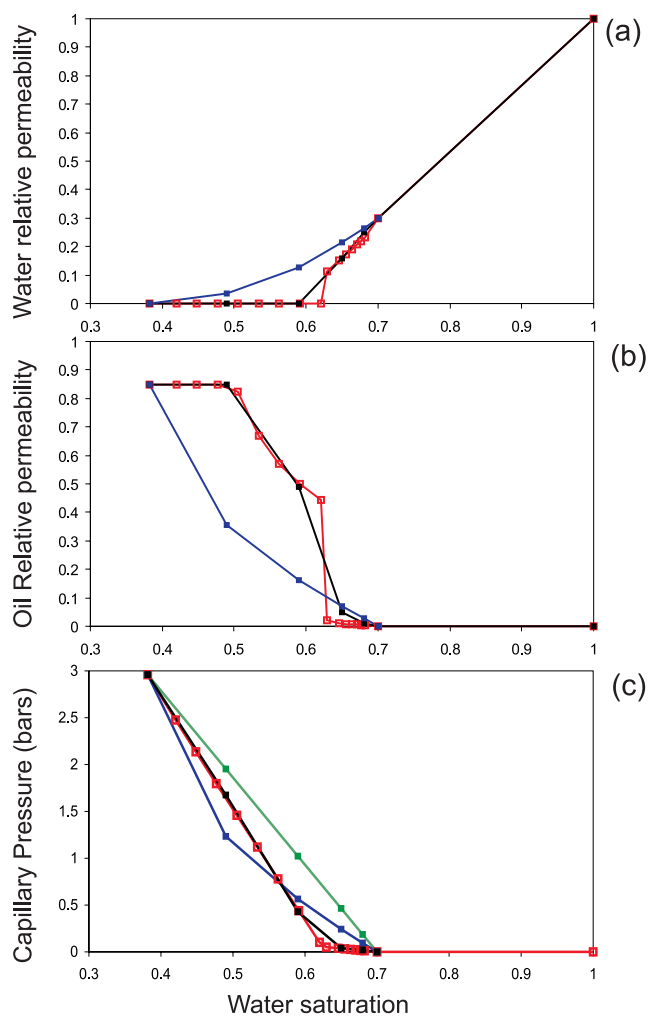 (a)
Water relative permeability
1
0.9
0.8
0.7
0.6
0.5
0.4
0.3
0.2
0.1
0
0.3 0.4 0.5 0.6 0.7 0.8 0.9 1
(b)
Oil Relative permeability
1
0.9
0.8
0.7
0.6
0.5
0.4
0.3
0.2
0.1
0
0.3 0.4 0.5 0.6 0.7 0.8 0.9 1
(c)
Capillary Pressure (bars)
3
2.5
2
1.5
1
0.5
0
0.3 0.4 0.5 0.6 0.7 0.8 0.9 1
Water saturation